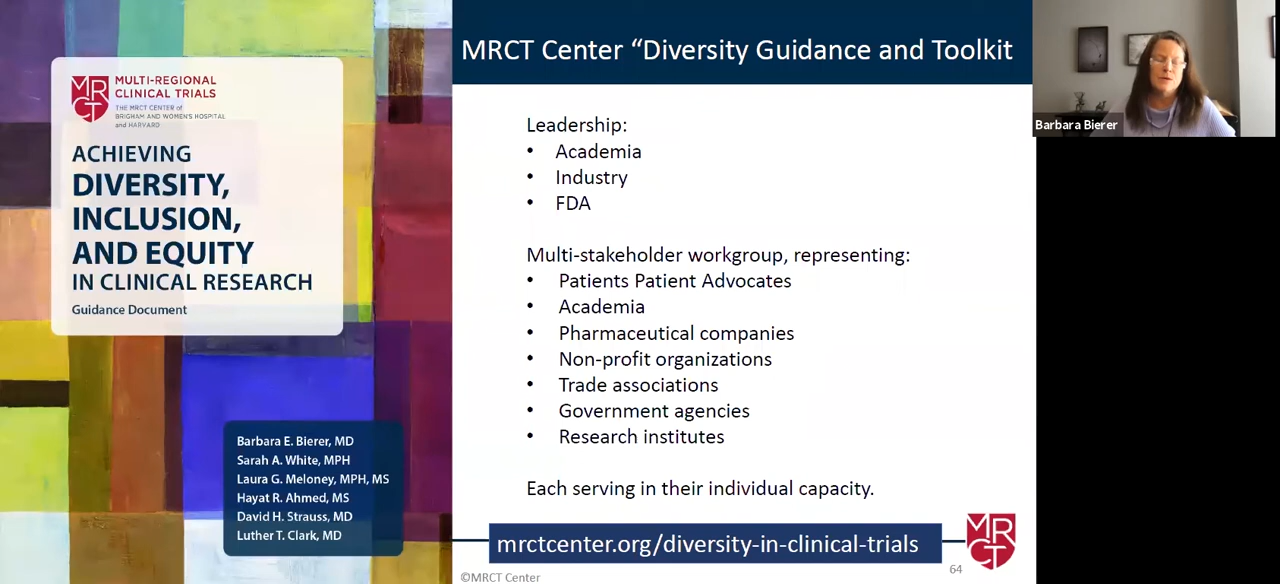 MRCT
MULTI-REGIONAL
CLINICAL TRIALS
THE MRCT CENTER of
BRIGHAM AND WOMEN'S HOSPITAL
and HARVARD
ACHIEVING
DIVERSITY,
INCLUSION,
AND EQUITY
IN CLINICAL RESEARCH
Guidance Document
Barbara E. Bierer, MD
Sarah A. White, MPH
Laura G. Meloney, MPH, MS
Hayat R. Ahmed, MS
David H. Strauss, MD
Luther T. Clark, MD
MRCT Center “Diversity Guidance and Toolkit
Leadership:
• Academia
• Industry
• FDA
Multi-stakeholder workgroup, representing:
• Patients Patient Advocates
• Academia
• Pharmaceutical companies
• Non-profit organizations
• Trade associations
• Government agencies
• Research institutes
Each serving in their individual capacity.
mrctcenter.org/diversity-in-clinical-trials
MRCT
64
©MRCT Center
Barbara Bierer